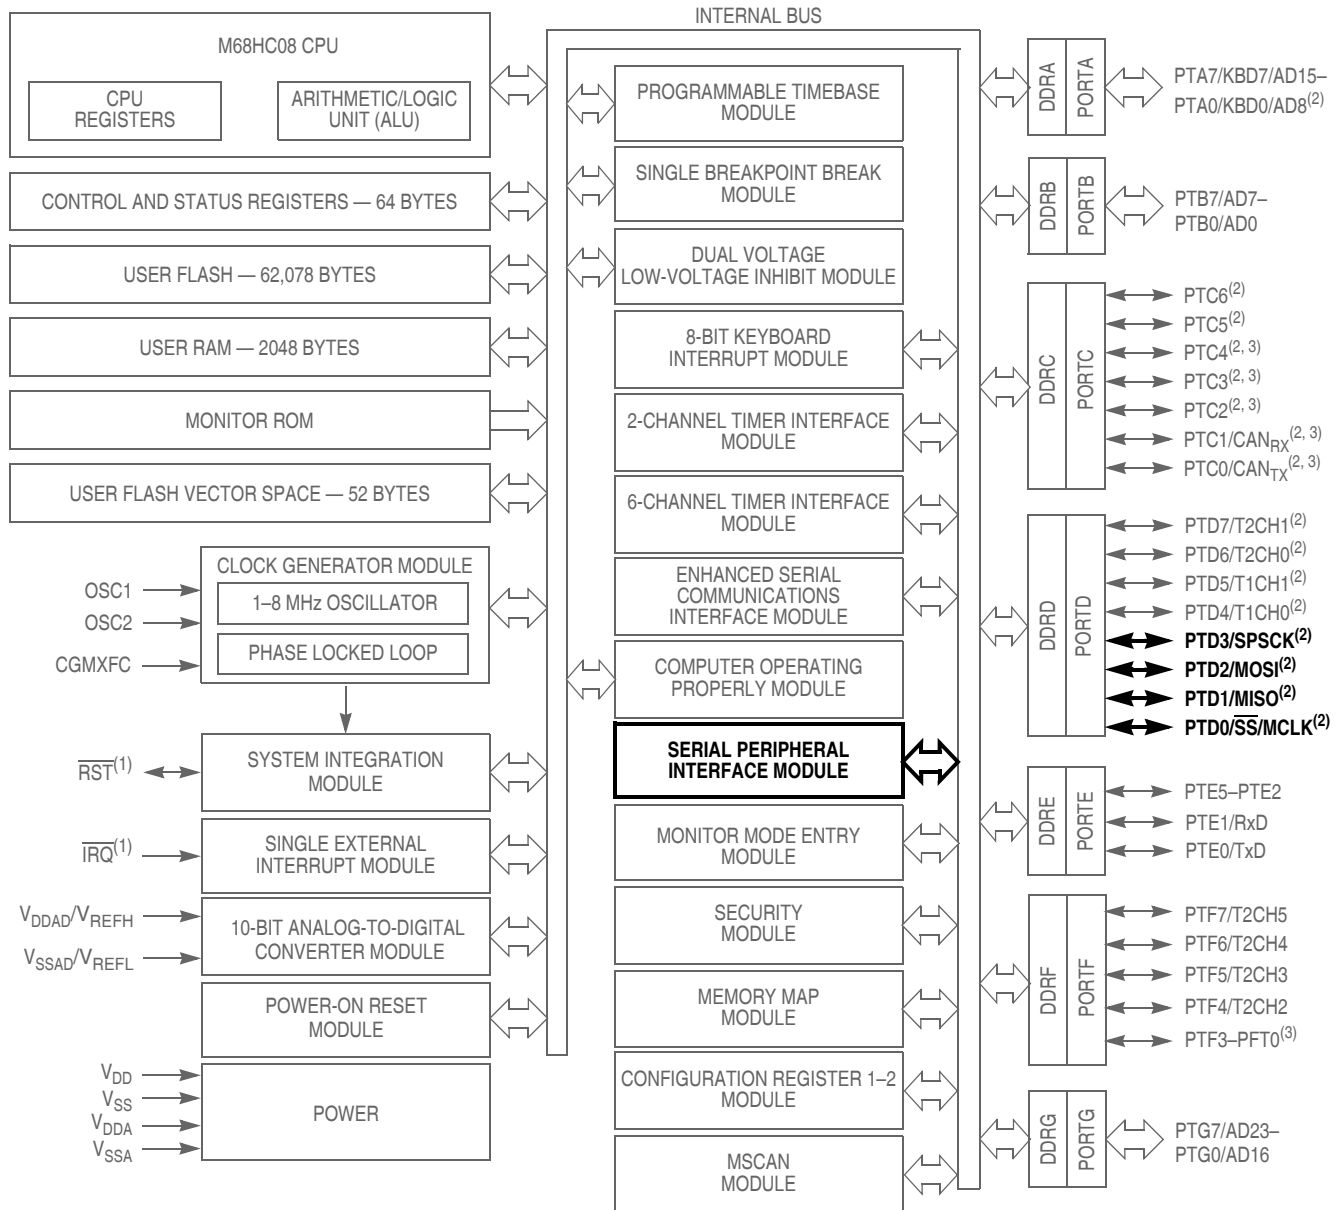 INTERNAL BUS
M68HC08 CPU
CPU
REGISTERS
ARITHMETIC/LOGIC
UNIT (ALU)
CONTROL AND STATUS REGISTERS — 64 BYTES
USER FLASH — 62,078 BYTES
USER RAM — 2048 BYTES
MONITOR ROM
USER FLASH VECTOR SPACE — 52 BYTES
CLOCK GENERATOR MODULE
1–8 MHz OSCILLATOR
PHASE LOCKED LOOP
OSC1
OSC2
CGMXFC
SYSTEM INTEGRATION
MODULE
RST(1)
SINGLE EXTERNAL
INTERRUPT MODULE
IRQ(1)
10-BIT ANALOG-TO-DIGITAL
CONVERTER MODULE
VDDAD/VREFH
VSSAD/VREFL
POWER-ON RESET
MODULE
POWER
VDD
VSS
VDDA
VSSA
PROGRAMMABLE TIMEBASE
MODULE
SINGLE BREAKPOINT BREAK
MODULE
DUAL VOLTAGE
LOW-VOLTAGE INHIBIT MODULE
8-BIT KEYBOARD
INTERRUPT MODULE
2-CHANNEL TIMER INTERFACE
MODULE
6-CHANNEL TIMER INTERFACE
MODULE
ENHANCED SERIAL
COMMUNICATIONS
INTERFACE MODULE
COMPUTER OPERATING
PROPERLY MODULE
SERIAL PERIPHERAL
INTERFACE MODULE
MONITOR MODE ENTRY
MODULE
SECURITY
MODULE
MEMORY MAP
MODULE
CONFIGURATION REGISTER 1–2
MODULE
MSCAN
MODULE
DDRA
PORTA
PTA7/KBD7/AD15–
PTA0/KBD0/AD8(2)
DDRB
PORTB
PTB7/AD7–
PTB0/AD0
DDRC
PORTC
PTC6(2)
PTC5(2)
PTC4(2, 3)
PTC3(2, 3)
PTC2(2, 3)
PTC1/CANRX(2, 3)
PTC0/CANTX(2, 3)
DDRD
PORTD
PTD7/T2CH1(2)
PTD6/T2CH0(2)
PTD5/T1CH1(2)
PTD4/T1CH0(2)
PTD3/SPSCK(2)
PTD2/MOSI(2)
PTD1/MISO(2)
PTD0/SS/MCLK(2)
DDRE
PORTE
PTE5–PTE2
PTE1/RxD
PTE0/TxD
DDRF
PORTF
PTF7/T2CH5
PTF6/T2CH4
PTF5/T2CH3
PTF4/T2CH2
PTF3–PFT0(3)
DDRG
PORTG
PTG7/AD23–
PTG0/AD16